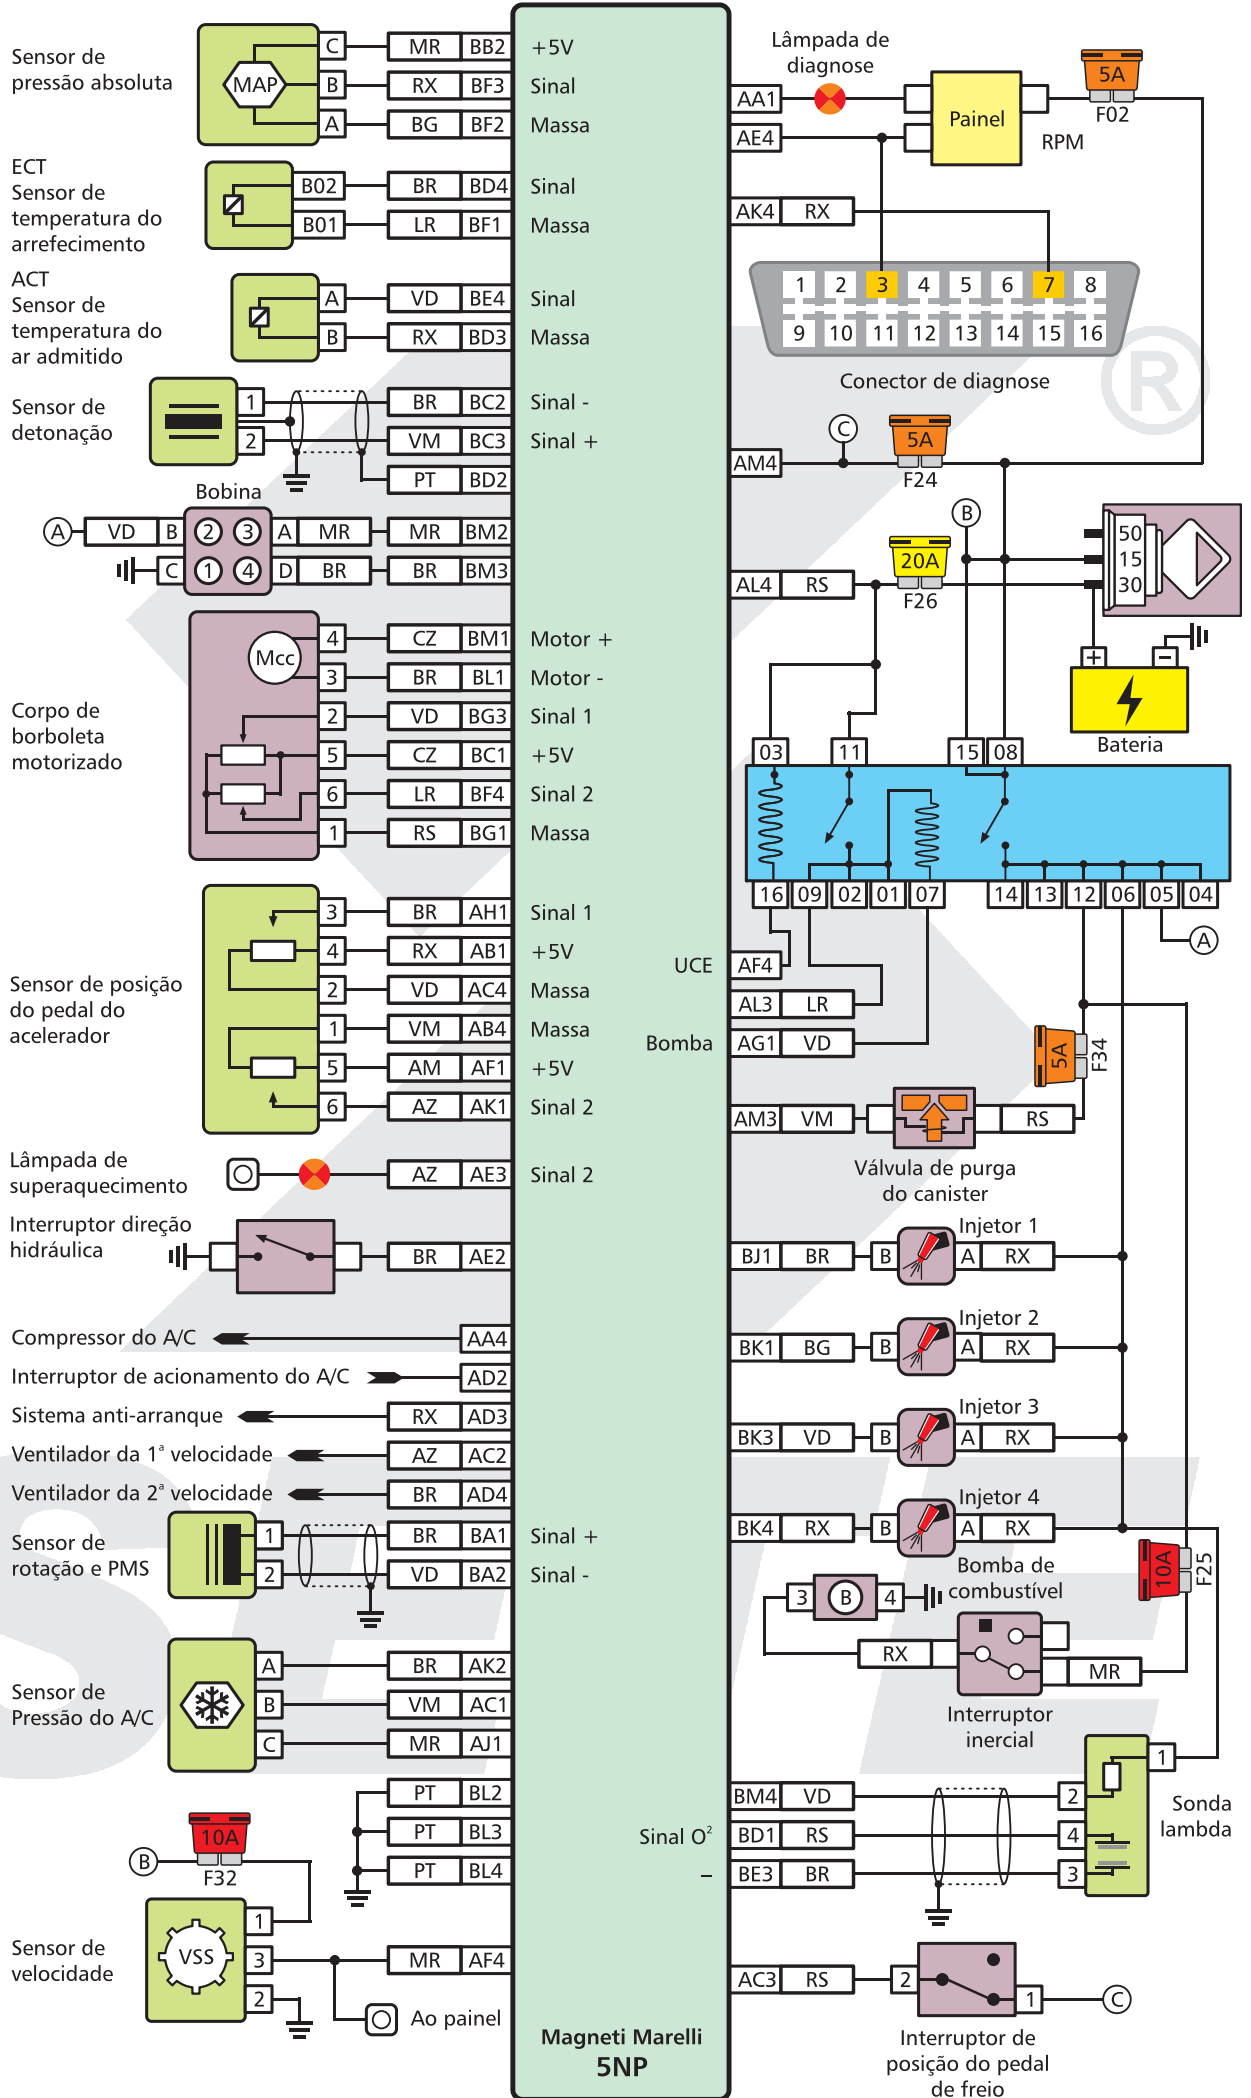 Sensor de
pressão absoluta
MAP
C MR BB2 +5V
B RX BF3 Sinal
A BG BF2 Massa
ECT
Sensor de
temperatura do
arrefecimento
B02 BR BD4 Sinal
B01 LR BF1 Massa
ACT
Sensor de
temperatura do
ar admitido
A VD BE4 Sinal
B RX BD3 Massa
Sensor de
detonação
1 BR BC2 Sinal -
2 VM BC3 Sinal +
PT BD2
Bobina
A VD B 2 3 A MR MR BM2
C 1 4 D BR BR BM3
Corpo de
borboleta
motorizado
Mcc
4 CZ BM1 Motor +
3 BR BL1 Motor -
2 VD BG3 Sinal 1
5 CZ BC1 +5V
6 LR BF4 Sinal 2
1 RS BG1 Massa
Sensor de posição
do pedal do
acelerador
3 BR AH1 Sinal 1
4 RX AB1 +5V
2 VD AC4 Massa
1 VM AB4 Massa
5 AM AF1 +5V
6 AZ AK1 Sinal 2
Lâmpada de
superaquecimento
AZ AE3 Sinal 2
Interruptor direção
hidráulica
BR AE2
Compressor do A/C AA4
Interruptor de acionamento do A/C AD2
Sistema anti-arranque RX AD3
Ventilador da 1ª velocidade AZ AC2
Ventilador da 2ª velocidade BR AD4
Sensor de
rotação e PMS
1 BR BA1 Sinal +
2 VD BA2 Sinal -
Sensor de
Pressão do A/C
A BR AK2
B VM AC1
C MR AJ1
PT BL2
PT BL3
PT BL4
10A
B F32
Sensor de
velocidade
VSS
1
3 MR AF4
2
Ao painel
Magneti Marelli
5NP
Lâmpada de
diagnose
AA1
AE4
Painel
RPM
5A
F02
AK4 RX
1 2 3 4 5 6 7 8
9 10 11 12 13 14 15 16
Conector de diagnose
®
C
5A
AM4
F24
B
20A
AL4 RS
F26
50
15
30
+ -
Bateria
03 11 15 08
16 09 02 01 07 14 13 12 06 05 04
A
UCE AF4
AL3 LR
Bomba AG1 VD
5A
F34
AM3 VM RS
Válvula de purga
do canister
Injetor 1
BJ1 BR B A RX
Injetor 2
BK1 BG B A RX
Injetor 3
BK3 VD B A RX
Injetor 4
BK4 RX B A RX
10A
F25
Bomba de
combustível
3 B 4
RX MR
Interruptor
inercial
Sonda
lambda
1
BM4 VD 2
Sinal O² BD1 RS 4
– BE3 BR 3
AC3 RS 2
1 C
Interruptor de
posição do pedal
de freio